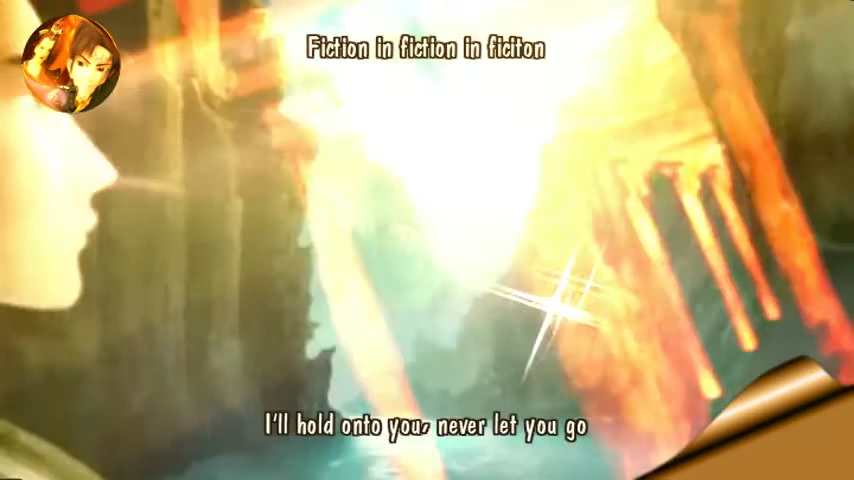 Fiction in fiction in ficiton
I'll hold onto you, never let you go